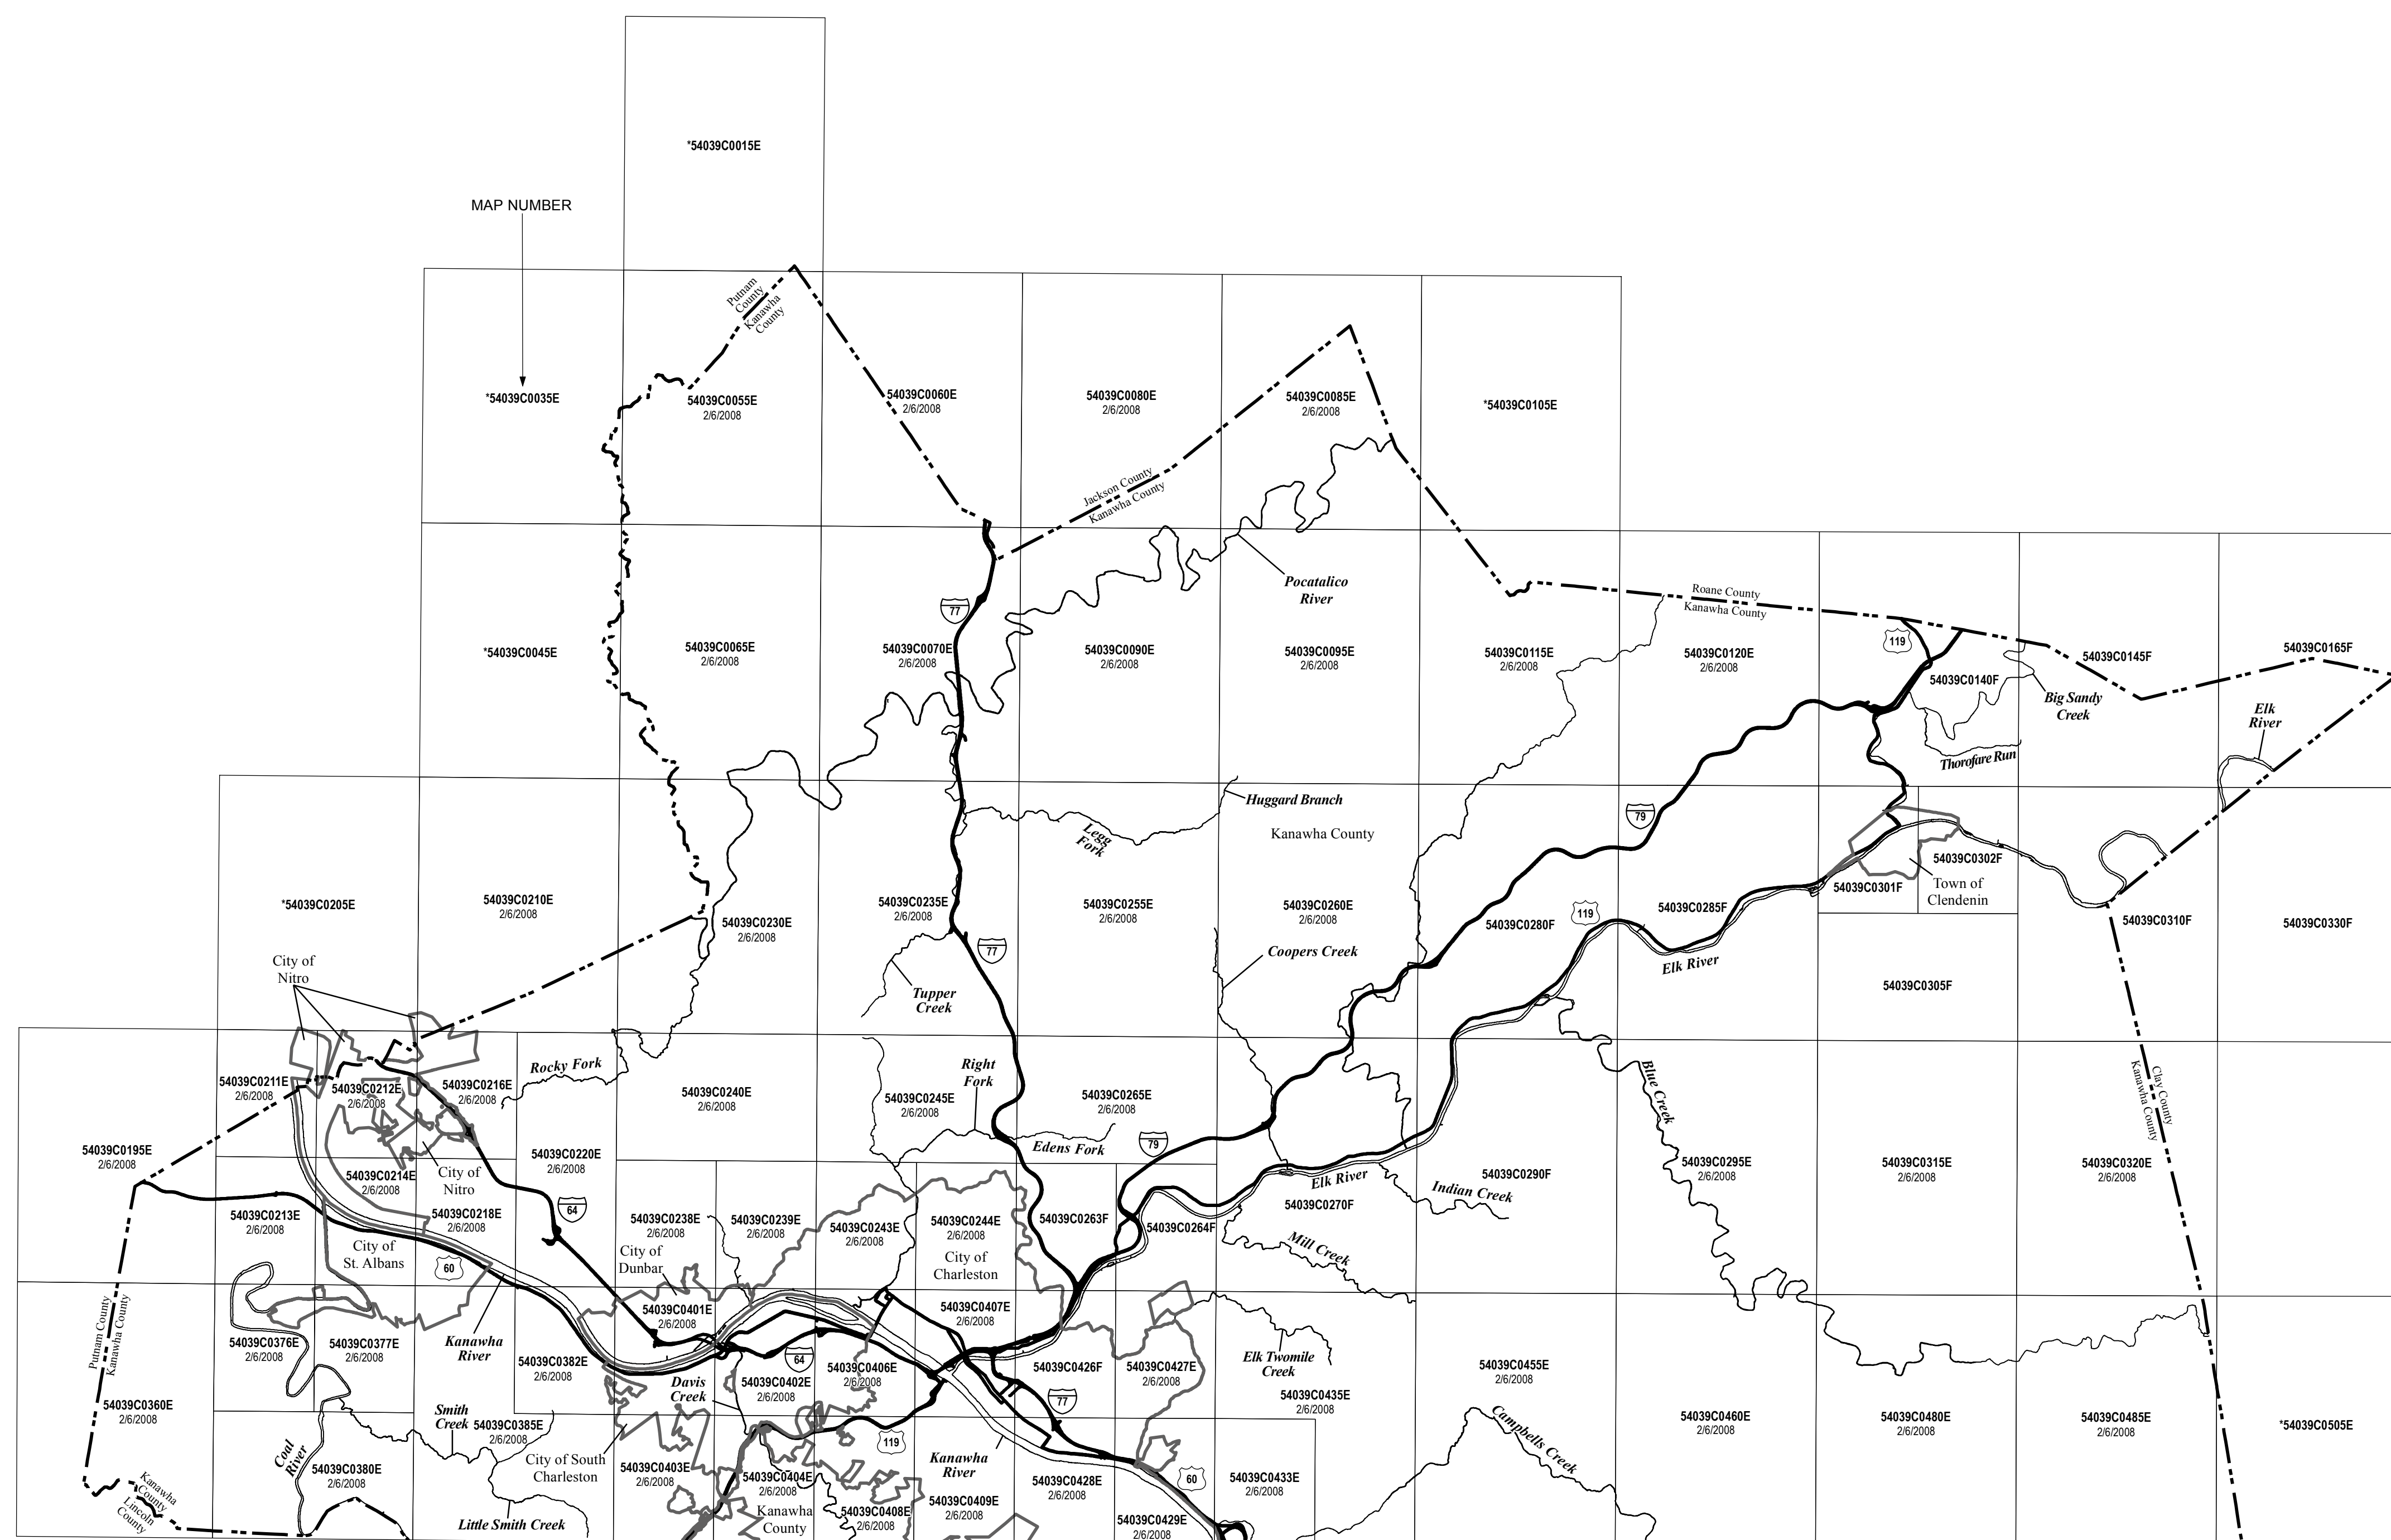 *54039C0015E
MAP NUMBER
Putnam
County
Kanawha
County
*54039C0035E
54039C0055E
2/6/2008
54039C0060E
2/6/2008
54039C0080E
2/6/2008
54039C0085E
2/6/2008
*54039C0105E
Jackson County
Kanawha County
Pocatalico
River
77
Roane County
Kanawha County
119
*54039C0045E
54039C0065E
2/6/2008
54039C0070E
2/6/2008
54039C0090E
2/6/2008
54039C0095E
2/6/2008
54039C0115E
2/6/2008
54039C0120E
2/6/2008
54039C0140F
54039C0145F
54039C0165F
Big Sandy
Creek
Elk
River
Thorofare Run
Huggard Branch
Kanawha County
Legg
Fork
79
*54039C0205E
54039C0210E
2/6/2008
54039C0230E
2/6/2008
54039C0235E
2/6/2008
54039C0255E
2/6/2008
54039C0260E
2/6/2008
54039C0280F
119
54039C0285F
54039C0301F
54039C0302F
Town of
Clendenin
54039C0310F
54039C0330F
City of
Nitro
77
Coopers Creek
Elk River
Tupper
Creek
54039C0305F
54039C0211E
2/6/2008
54039C0212E
2/6/2008
54039C0216E
2/6/2008
Rocky Fork
54039C0240E
2/6/2008
54039C0245E
2/6/2008
Right
Fork
54039C0265E
2/6/2008
Blue Creek
Clay County
Kanawha County
54039C0195E
2/6/2008
54039C0214E
2/6/2008
City of
Nitro
54039C0220E
2/6/2008
Edens Fork
79
Elk River
Indian Creek
54039C0290F
54039C0295E
2/6/2008
54039C0315E
2/6/2008
54039C0320E
2/6/2008
54039C0213E
2/6/2008
54039C0218E
2/6/2008
64
54039C0238E
2/6/2008
54039C0239E
2/6/2008
54039C0243E
2/6/2008
54039C0244E
2/6/2008
54039C0263F
54039C0264F
54039C0270F
City of
St. Albans
60
City of
Dunbar
City of
Charleston
Mill Creek
Putnam County
Kanawha County
54039C0376E
2/6/2008
54039C0377E
2/6/2008
Kanawha
River
54039C0382E
2/6/2008
54039C0401E
2/6/2008
64
54039C0407E
2/6/2008
54039C0402E
2/6/2008
54039C0406E
2/6/2008
54039C0426F
54039C0427E
2/6/2008
Elk Twomile
Creek
54039C0435E
2/6/2008
54039C0455E
2/6/2008
54039C0360E
2/6/2008
Smith
Creek
54039C0385E
2/6/2008
Davis
Creek
77
54039C0460E
2/6/2008
54039C0480E
2/6/2008
54039C0485E
2/6/2008
*54039C0505E
Campbells Creek
Coal
River
54039C0380E
2/6/2008
City of South
Charleston
54039C0403E
2/6/2008
54039C0404E
2/6/2008
119
Kanawha
River
54039C0428E
2/6/2008
60
54039C0433E
2/6/2008
Kanawha
County
Lincoln
County
Little Smith Creek
Kanawha
County
54039C0408E
2/6/2008
54039C0409E
2/6/2008
54039C0429E
2/6/2008